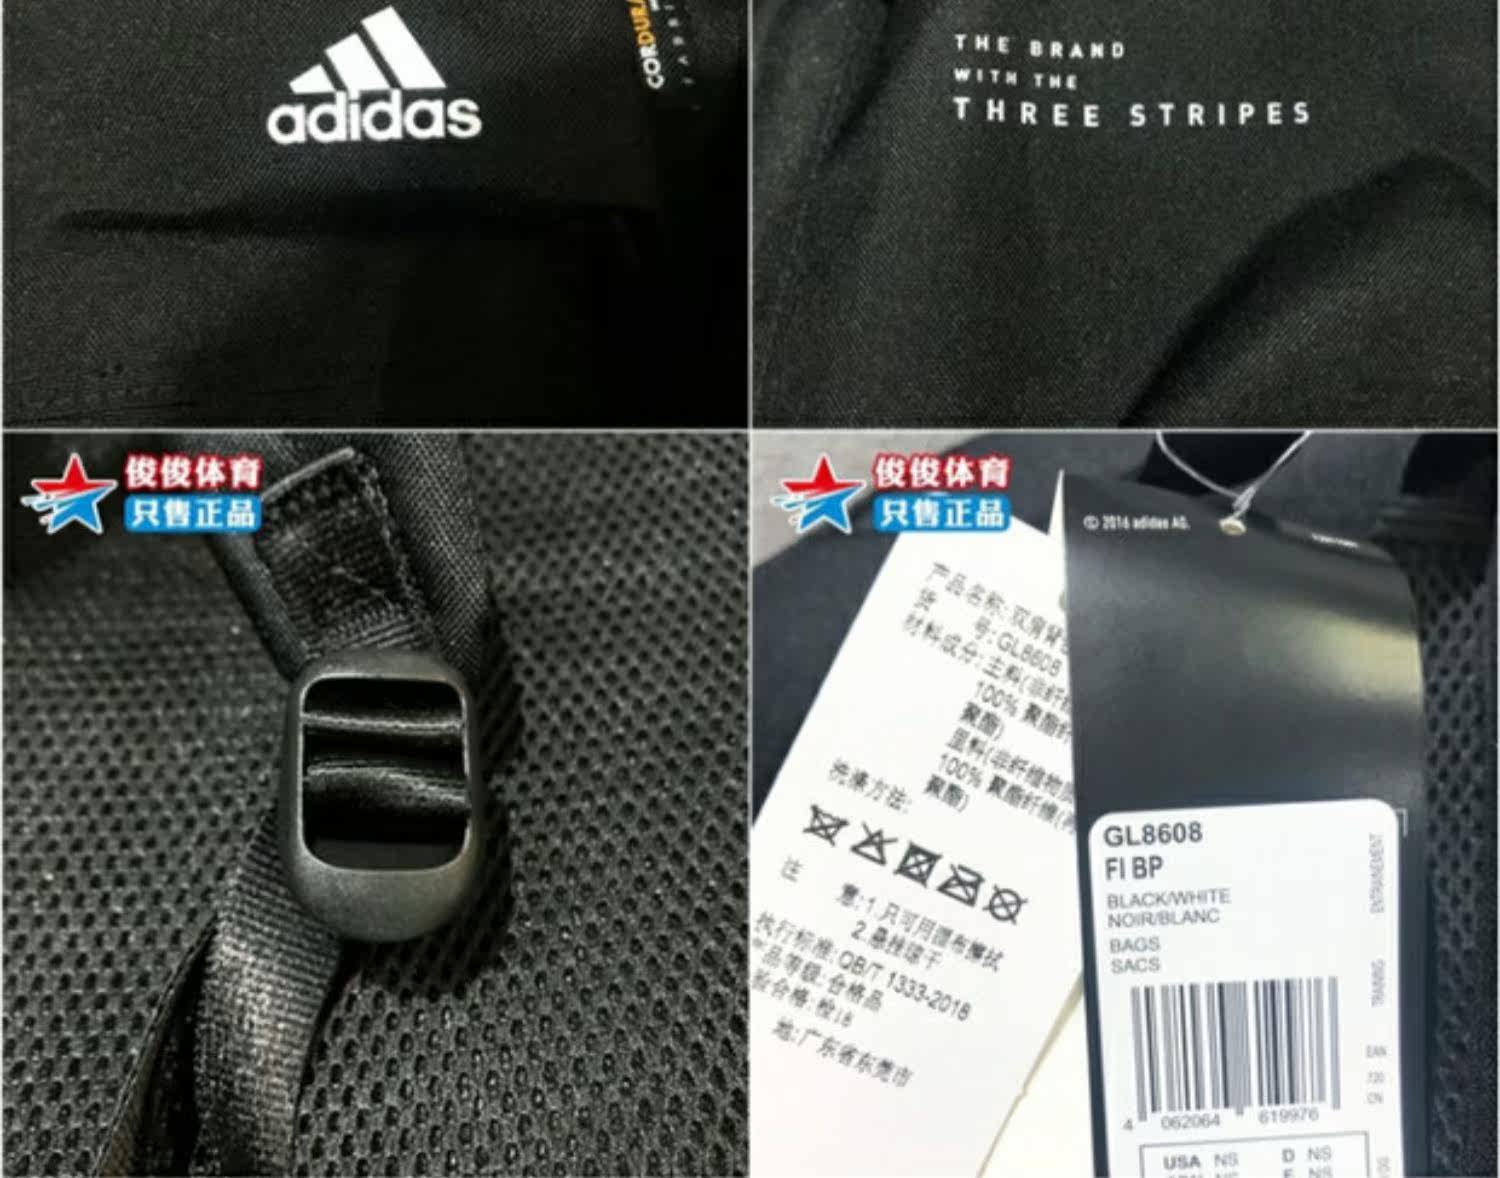 adidas
CORDURA
THE BRAND
WITH THE
THREE STRIPES
俊俊体育
只售正品
俊俊体育
只售正品
© 2016 adidas AG.
产品名称: 双肩背
货 号: GL8608
材料成分: 主料(非纤
100% 聚酯纤
聚酯)
里料(非纤维物
100% 聚酯纤维(
聚酯)
洗涤方法:
注 意: 1.只可用湿布擦拭
2.悬挂晾干
执行标准: QB/T 1333-2018
产品等级: 合格品
验合格: 检18
地: 广东省东莞市
GL8608
FI BP
BLACK/WHITE
NOIR/BLANC
BAGS
SACS
ENTRAINEMENT
TRAINING
EAN
4 062064 619976
USA NS D NS